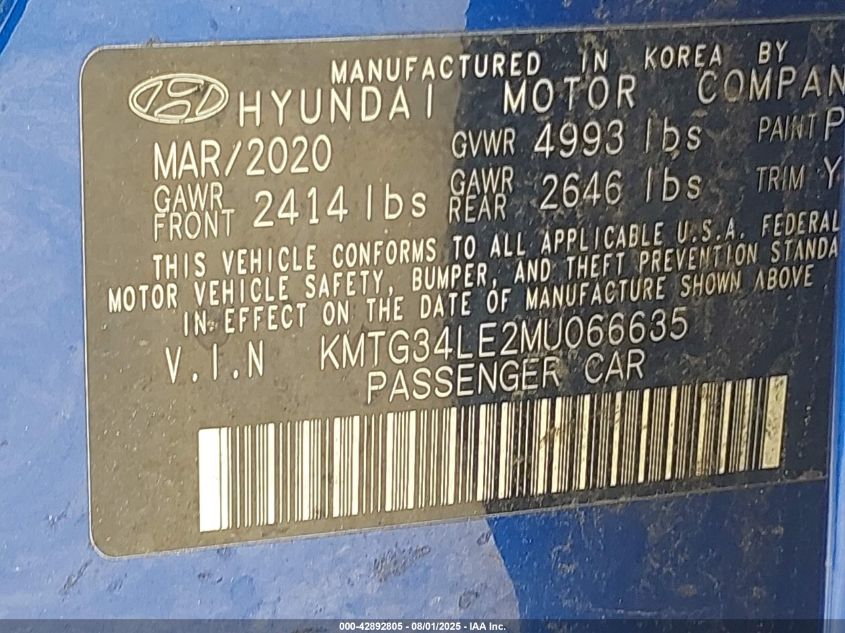 MANUFACTURED IN KOREA BY
HYUNDAI MOTOR COMPAN
MAR/2020 GVWR 4993 lbs PAINT P
GAWR FRONT 2414 lbs GAWR REAR 2646 lbs TRIM Y
THIS VEHICLE CONFORMS TO ALL APPLICABLE U.S.A. FEDERAL
MOTOR VEHICLE SAFETY, BUMPER, AND THEFT PREVENTION STANDA
IN EFFECT ON THE DATE OF MANUFACTURE SHOWN ABOVE
V.I.N KMTG34LE2MU066635
PASSENGER CAR
000-42892805 - 08/01/2025 - IAA Inc.